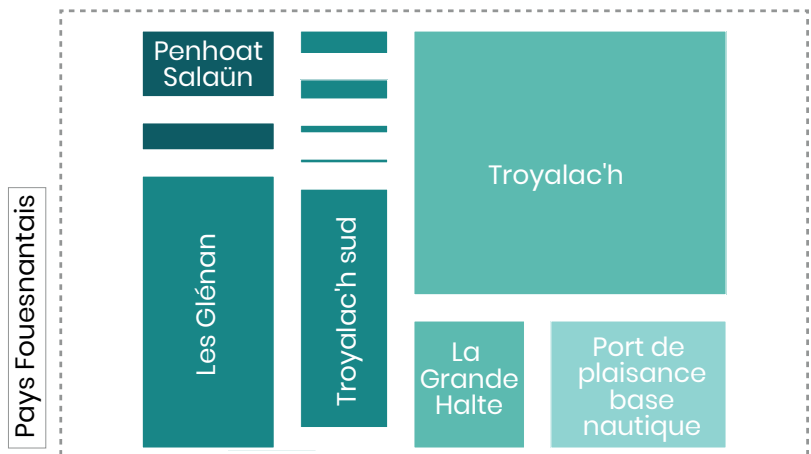 Pays Fouesnantais
Penhoat
Salaün
Les Glénan
Troyalac'h sud
Troyalac'h
La
Grande
Halte
Port de
plaisance
base
nautique